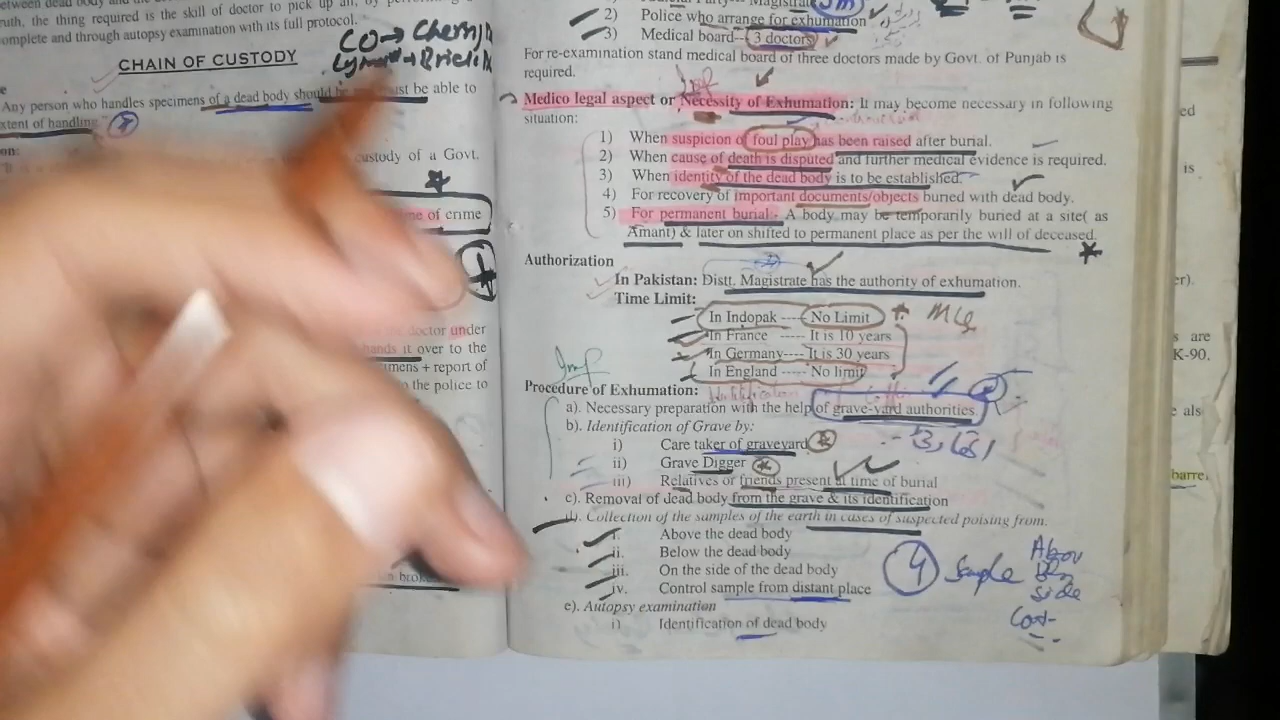 ruth, the thing required is the skill of doctor to pick up
omplete and through autopsy examination with its full protocol.
CHAIN OF CUSTODY
CO→
Any person who handles specimens of a dead body should be able to
extent of handling.
custody of a Govt.
of crime
doctor under
hands it over to the
mens + report of
the police to
2) Police who arrange for exhumation
3) Medical board-- 3 doctors
For re-examination stand medical board of three doctors made by Govt. of Punjab is
required.
Medico legal aspect or Necessity of Exhumation: It may become necessary in following
situation:
1) When suspicion of foul play has been raised after burial.
2) When cause of death is disputed and further medical evidence is required.
3) When identity of the dead body is to be established.
4) For recovery of important documents/objects buried with dead body.
5) For permanent burial. A body may be temporarily buried at a site( as
Amant) & later on shifted to permanent place as per the will of deceased.
Authorization
In Pakistan: Distt. Magistrate has the authority of exhumation.
Time Limit:
In Indopak ---- No Limit
MCQ
In France ----- It is 10 years
In Germany---- It is 30 years
In England ----- No limit
Procedure of Exhumation:
a). Necessary preparation with the help of grave-yard authorities.
b). Identification of Grave by:
i) Care taker of graveyard
ii) Grave Digger
iii) Relatives or friends present at time of burial
c). Removal of dead body from the grave & its identification
d). Collection of the samples of the earth in cases of suspected poising from.
i. Above the dead body
ii. Below the dead body
iii. On the side of the dead body
iv. Control sample from distant place
4 Sample
Side
e). Autopsy examination
i) Identification of dead body
ed
is
er).
s are
K-90.
e als
barre